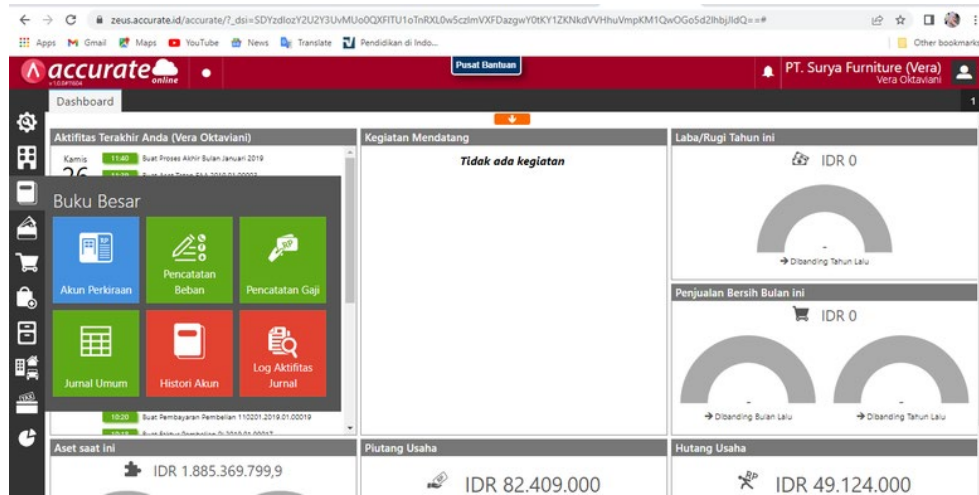 zeus.accurate.id/accurate/?_dsi=
Apps Gmail Maps YouTube News Translate Pendidikan di Indo... Other bookmarks
accurate online
Pusat Bantuan
PT. Surya Furniture (Vera)
Vera Oktaviani
Dashboard
1
Aktifitas Terakhir Anda (Vera Oktaviani)
Kegiatan Mendatang
Laba/Rugi Tahun ini
Kamis
26
11:40 Buat Proses Akhir Bulan Januari 2019
Tidak ada kegiatan
IDR 0
-
Dibanding Tahun Lalu
Buku Besar
Akun Perkiraan
Pencatatan Beban
Pencatatan Gaji
Jurnal Umum
Histori Akun
Log Aktifitas Jurnal
Penjualan Bersih Bulan ini
IDR 0
-
-
Dibanding Bulan Lalu
Dibanding Tahun Lalu
10:20 Buat Pembayaran Pembelian 110201.2019.01.00019
Aset saat ini
Piutang Usaha
Hutang Usaha
IDR 1.885.369.799,9
IDR 82.409.000
IDR 49.124.000